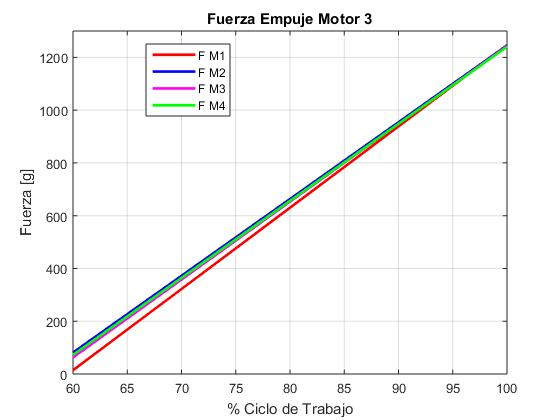 Fuerza Empuje Motor 3
F M1
F M2
F M3
F M4
1200
1000
800
600
400
200
0
Fuerza [g]
60 65 70 75 80 85 90 95 100
% Ciclo de Trabajo